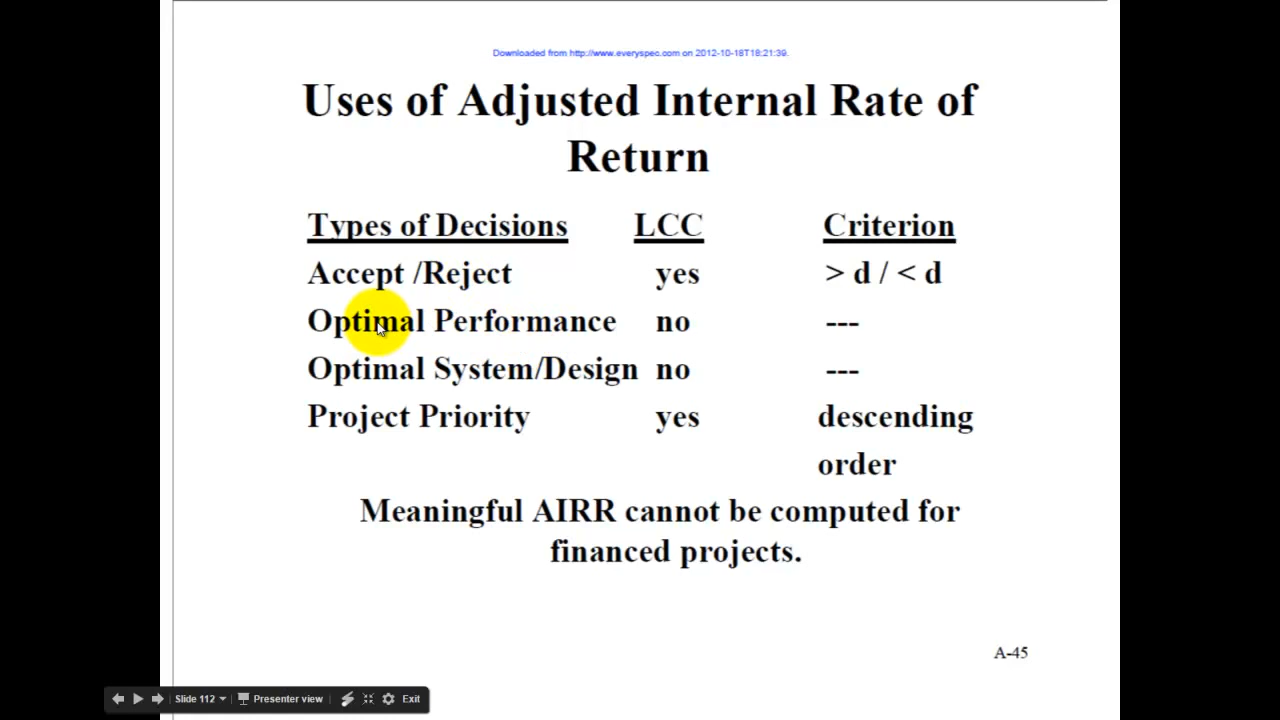 Downloaded from http://www.everyspec.com on 2012-10-18T18:21:39.
Uses of Adjusted Internal Rate of
Return
Types of Decisions LCC Criterion
Accept /Reject yes > d / < d
Optimal Performance no ---
Optimal System/Design no ---
Project Priority yes descending
order
Meaningful AIRR cannot be computed for
financed projects.
A-45
Slide 112 Presenter view Exit